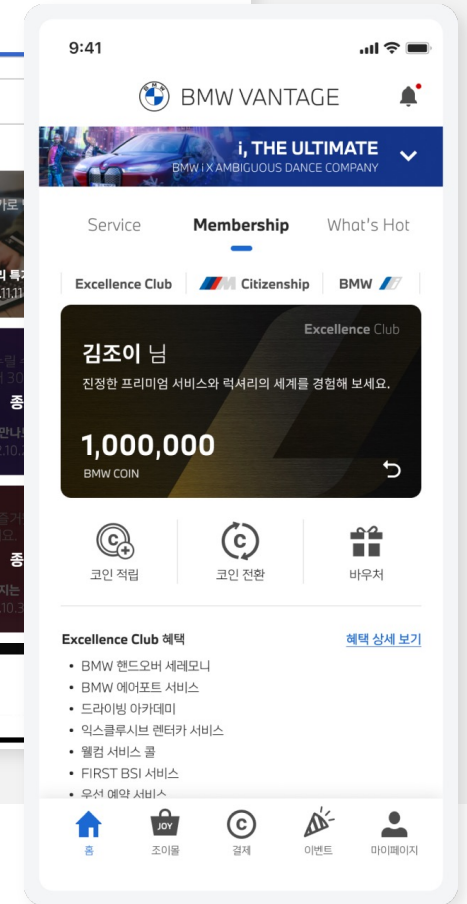 9:41
BMW VANTAGE
i, THE ULTIMATE
BMW i X AMBIGUOUS DANCE COMPANY
Service Membership What's Hot
Excellence Club M Citizenship BMW i
Excellence Club
김조이 님
진정한 프리미엄 서비스와 럭셔리의 세계를 경험해 보세요.
1,000,000
BMW COIN
코인 적립 코인 전환 바우처
Excellence Club 혜택 혜택 상세 보기
• BMW 핸드오버 세레모니
• BMW 에어포트 서비스
• 드라이빙 아카데미
• 익스클루시브 렌터카 서비스
• 웰컴 서비스 콜
• FIRST BSI 서비스
• 우선 예약 서비스
JOY
홈 조이몰 결제 이벤트 마이페이지